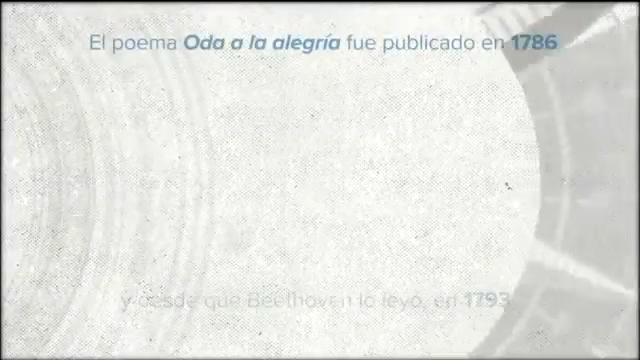 El poema Oda a la alegría fue publicado en 1786
y desde que Beethoven lo leyó, en 1793